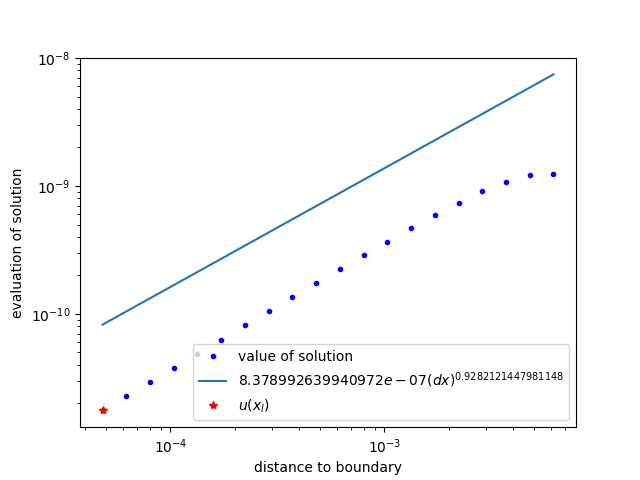 10⁻⁸
10⁻⁹
10⁻¹⁰
evaluation of solution
value of solution
8.378992639940972e − 07(dx)^0.9282121447981148
u(x_l)
10⁻⁴ 10⁻³
distance to boundary